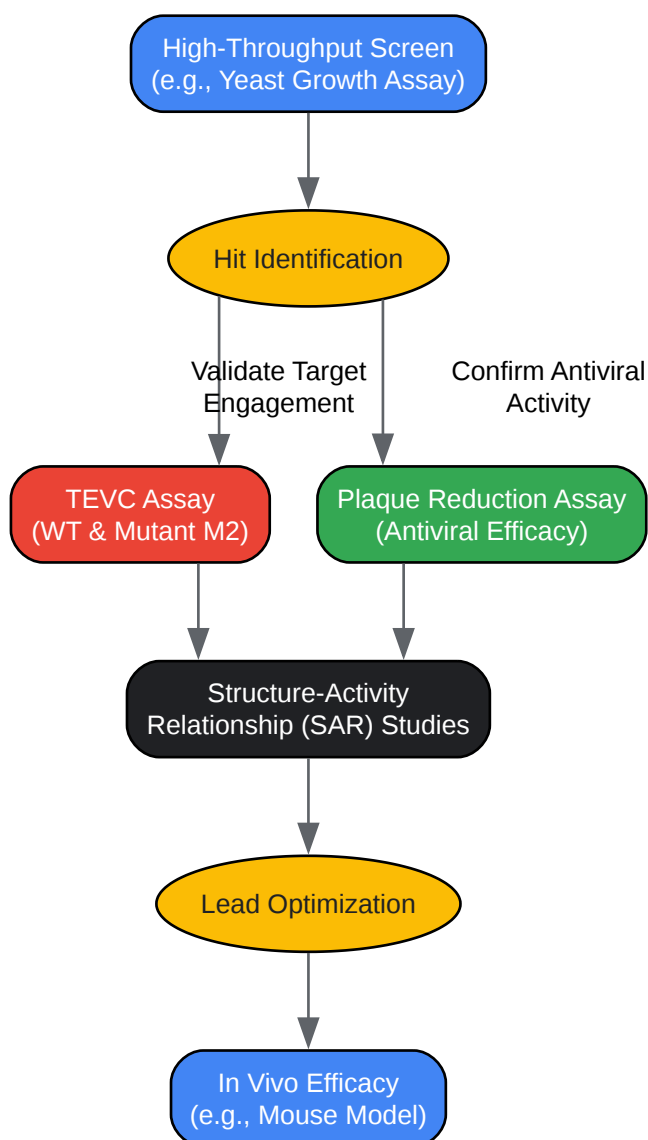 High-Throughput Screen
(e.g., Yeast Growth Assay)
Hit Identification
Validate Target
Engagement
Confirm Antiviral
Activity
TEVC Assay
(WT & Mutant M2)
Plaque Reduction Assay
(Antiviral Efficacy)
Structure-Activity
Relationship (SAR) Studies
Lead Optimization
In Vivo Efficacy
(e.g., Mouse Model)